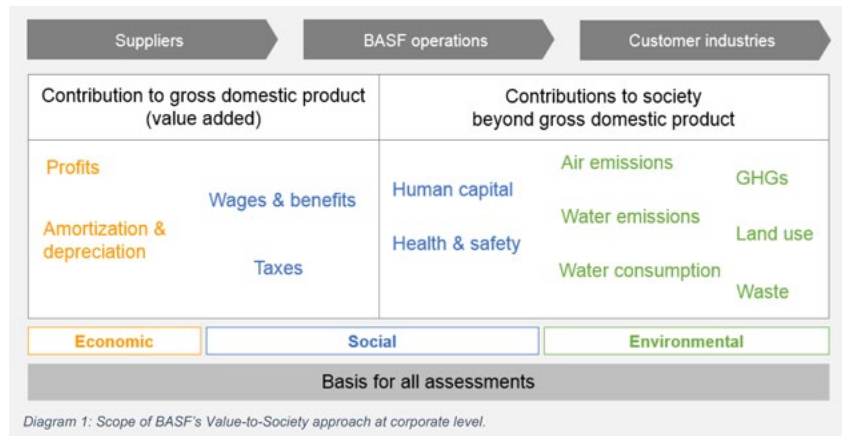 Suppliers
BASF operations
Customer industries
Contribution to gross domestic product
(value added)
Contributions to society
beyond gross domestic product
Profits
Amortization &
depreciation
Wages & benefits
Taxes
Human capital
Health & safety
Air emissions
Water emissions
Water consumption
GHGs
Land use
Waste
Economic
Social
Environmental
Basis for all assessments
Diagram 1: Scope of BASF's Value-to-Society approach at corporate level.